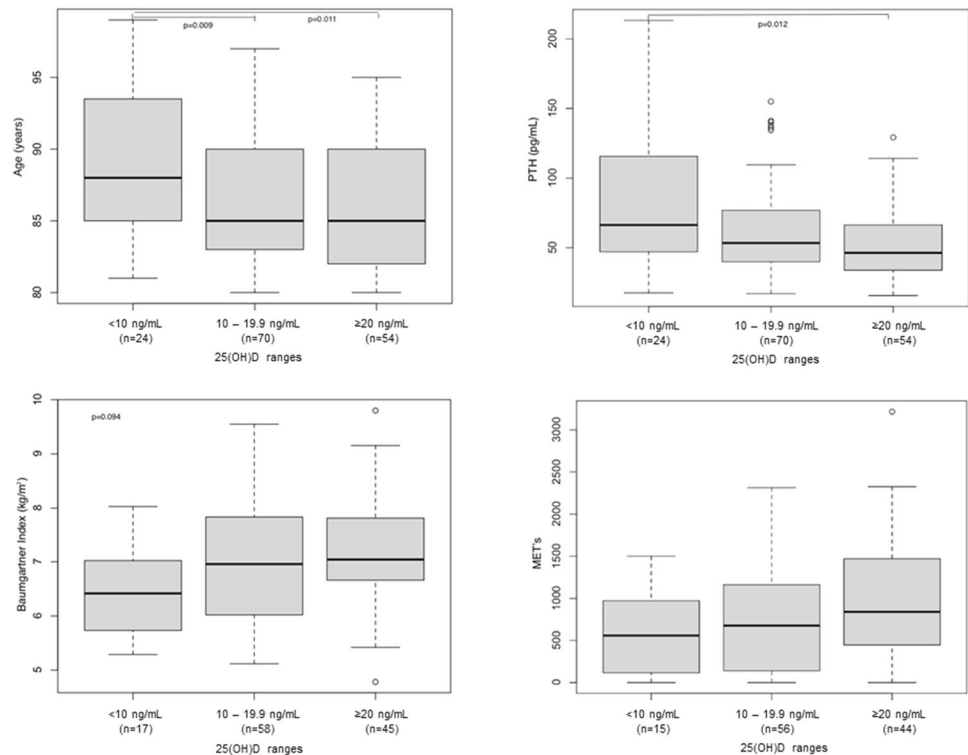 p=0.009
p=0.011
Age (years)
95
90
85
80
<10 ng/mL
10 – 19.9 ng/mL
≥20 ng/mL
(n=24)
(n=70)
(n=54)
25(OH)D ranges
p=0.012
PTH (pg/mL)
200
150
100
50
<10 ng/mL
10 – 19.9 ng/mL
≥20 ng/mL
(n=24)
(n=70)
(n=54)
25(OH)D ranges
p=0.094
Baumgartner Index (kg/m²)
10
9
8
7
6
5
<10 ng/mL
10 – 19.9 ng/mL
≥20 ng/mL
(n=17)
(n=58)
(n=45)
25(OH)D ranges
MET's
3000
2500
2000
1500
1000
500
0
<10 ng/mL
10 – 19.9 ng/mL
≥20 ng/mL
(n=15)
(n=56)
(n=44)
25(OH)D ranges